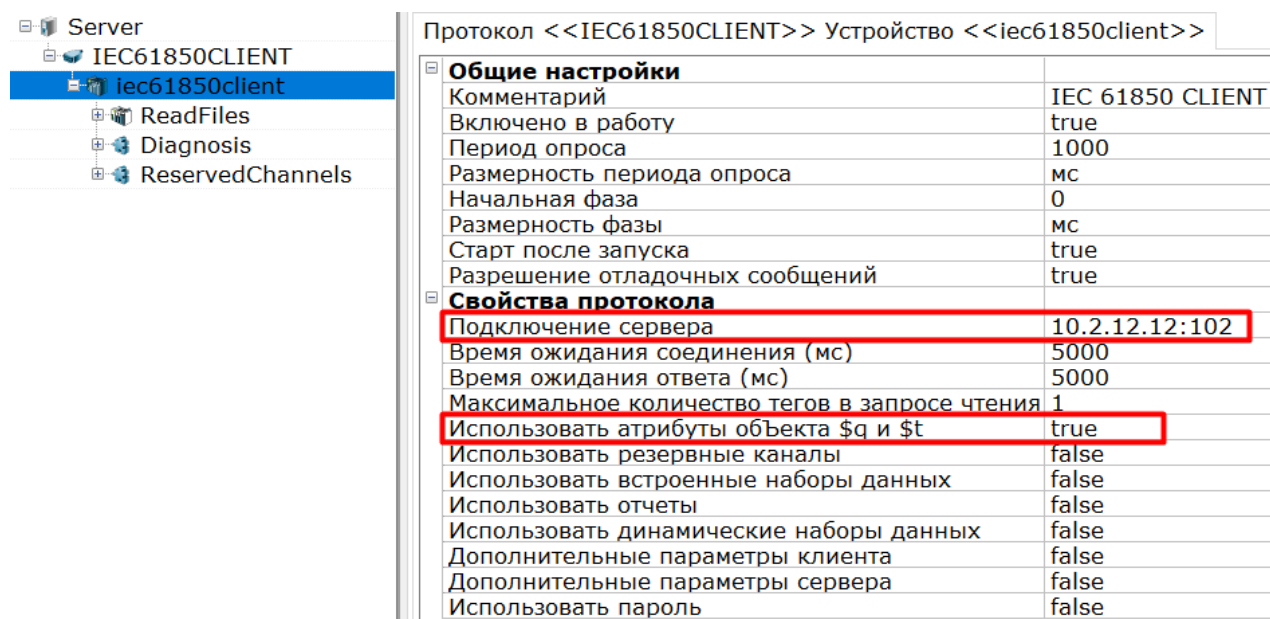 Server
IEC61850CLIENT
iec61850client
ReadFiles
Diagnosis
ReservedChannels
Протокол <<IEC61850CLIENT>> Устройство <<iec61850client>>
Общие настройки
Комментарий IEC 61850 CLIENT
Включено в работу true
Период опроса 1000
Размерность периода опроса мс
Начальная фаза 0
Размерность фазы мс
Старт после запуска true
Разрешение отладочных сообщений true
Свойства протокола
Подключение сервера 10.2.12.12:102
Время ожидания соединения (мс) 5000
Время ожидания ответа (мс) 5000
Максимальное количество тегов в запросе чтения 1
Использовать атрибуты объекта $q и $t true
Использовать резервные каналы false
Использовать встроенные наборы данных false
Использовать отчеты false
Использовать динамические наборы данных false
Дополнительные параметры клиента false
Дополнительные параметры сервера false
Использовать пароль false